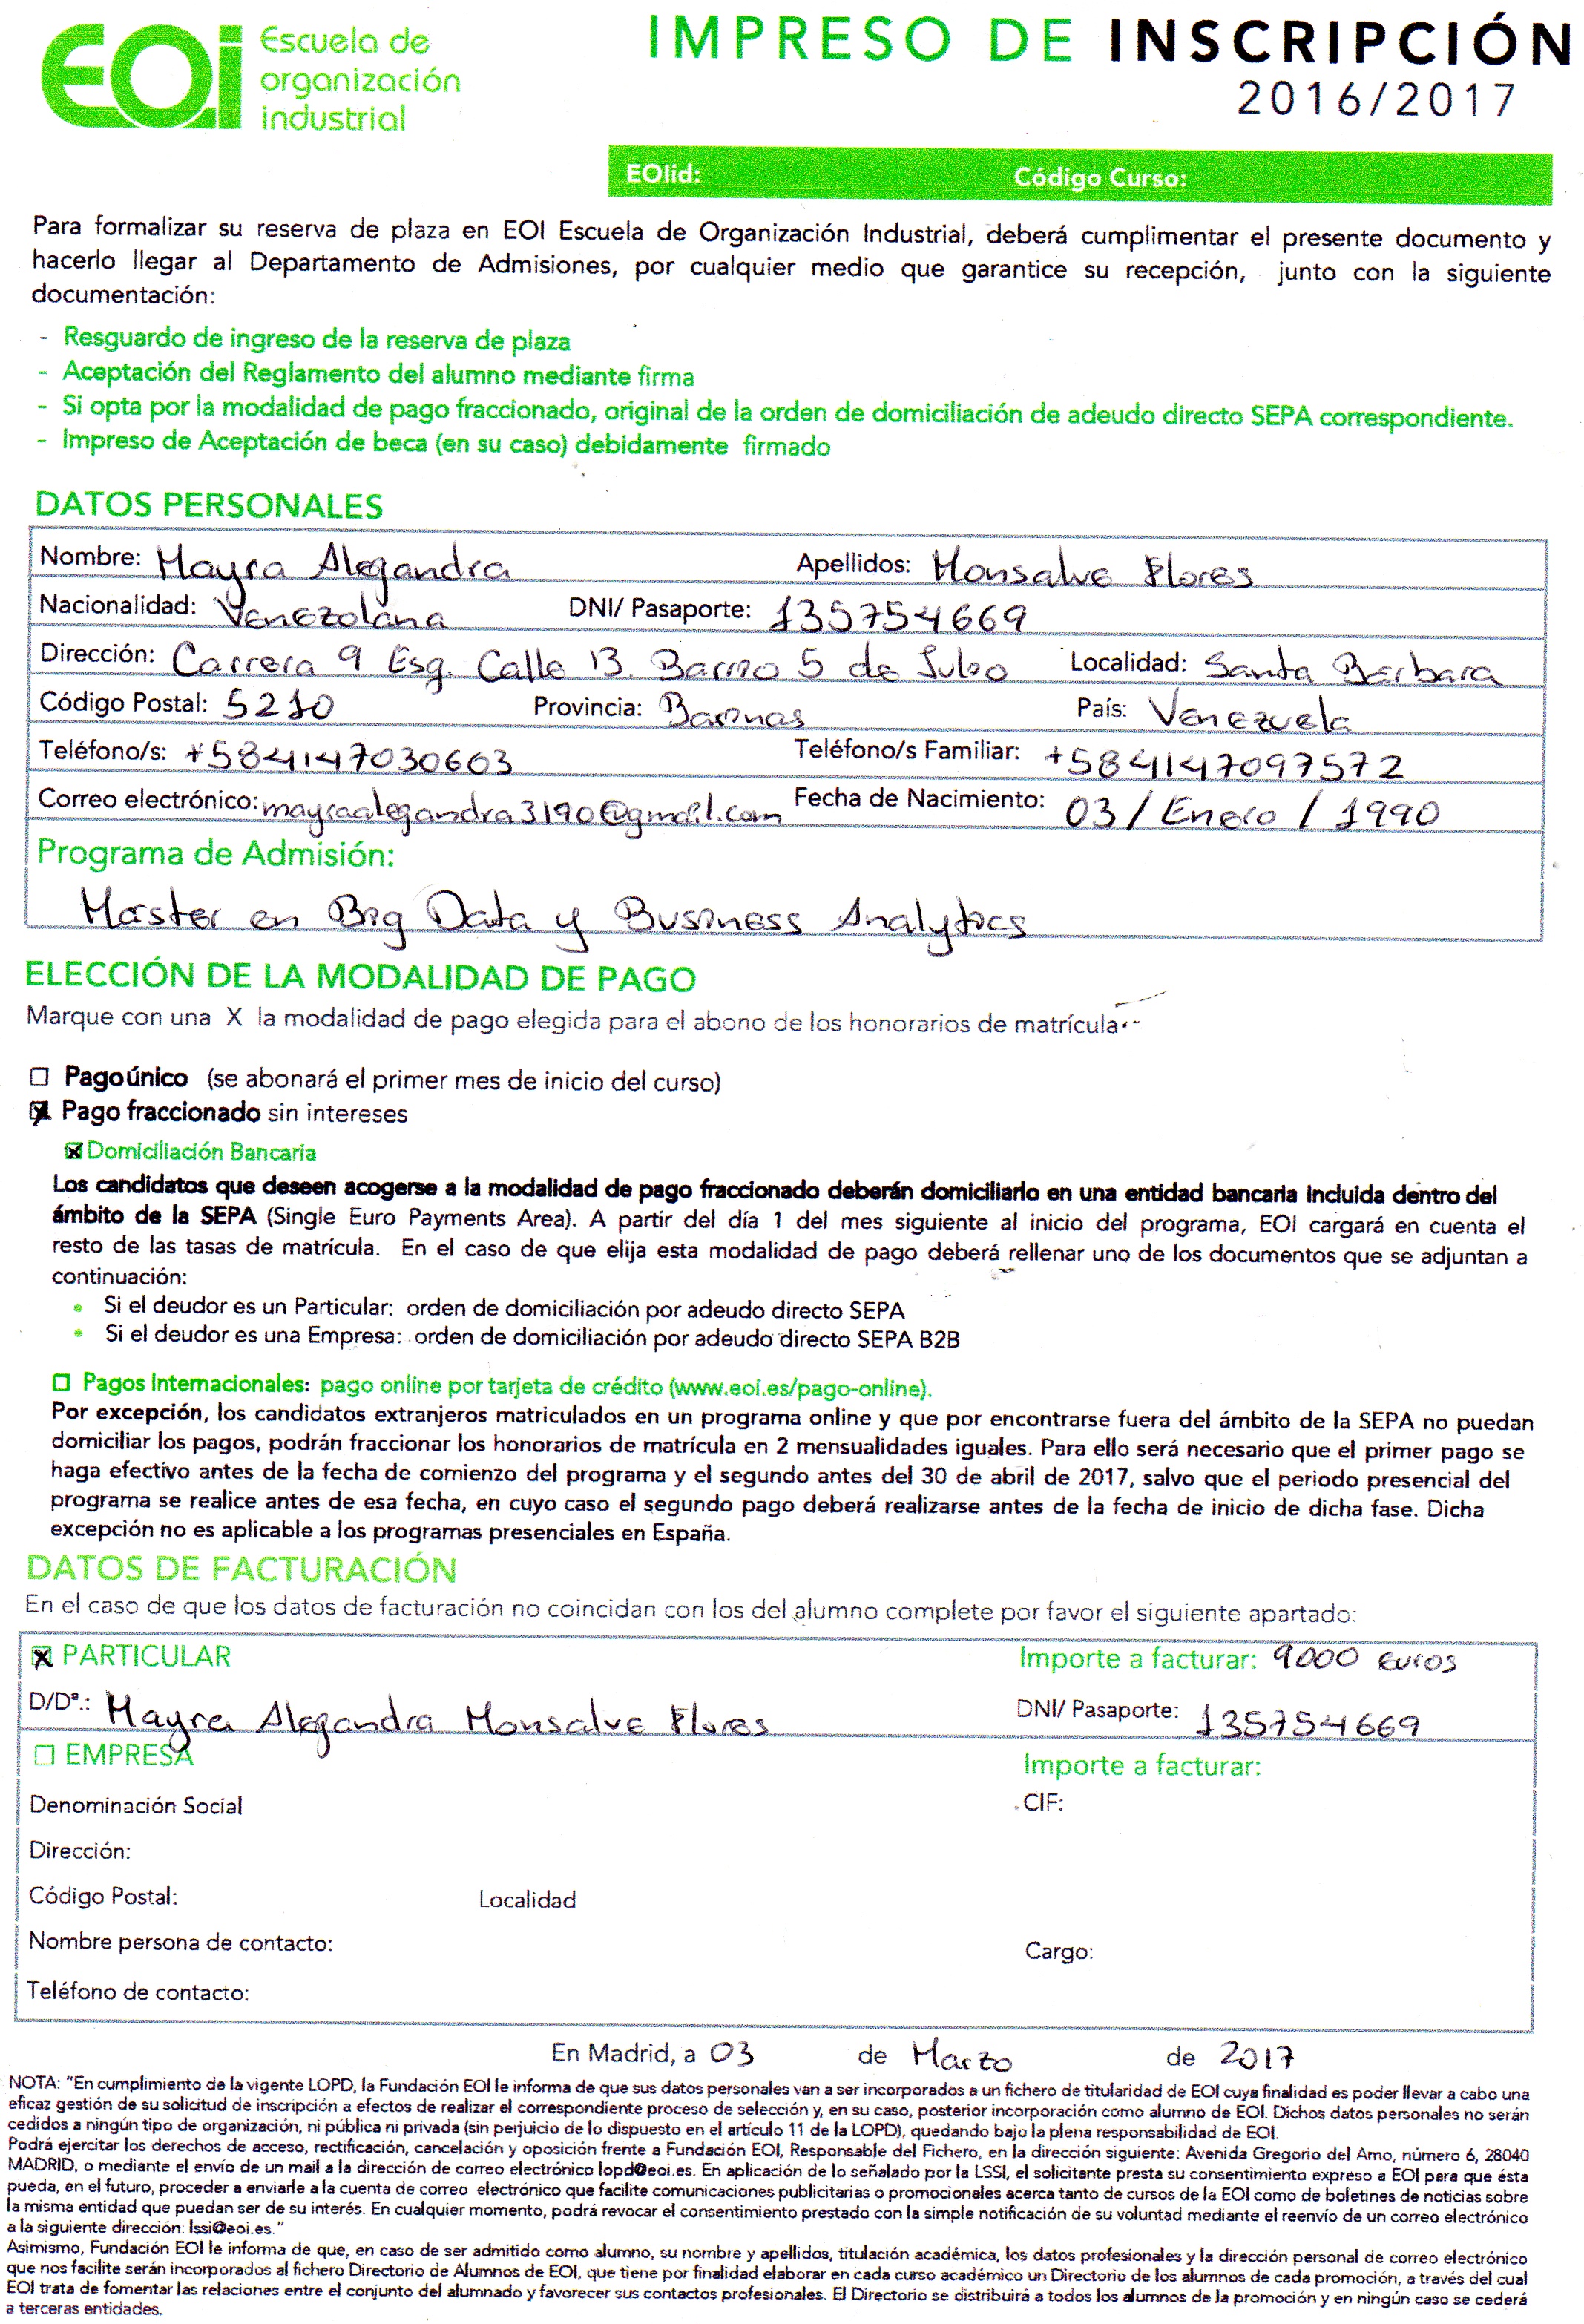 EOi Escuela de
organización
industrial
IMPRESO DE INSCRIPCIÓN
2016/2017
EOIid: Código Curso:
Para formalizar su reserva de plaza en EOI Escuela de Organización Industrial, deberá cumplimentar el presente documento y
hacerlo llegar al Departamento de Admisiones, por cualquier medio que garantice su recepción, junto con la siguiente
documentación:
- Resguardo de ingreso de la reserva de plaza
- Aceptación del Reglamento del alumno mediante firma
- Si opta por la modalidad de pago fraccionado, original de la orden de domiciliación de adeudo directo SEPA correspondiente.
- Impreso de Aceptación de beca (en su caso) debidamente firmado
DATOS PERSONALES
Nombre: Mayra Alejandra Apellidos: Monsalve Flores
Nacionalidad: Venezolana DNI/ Pasaporte: 135754669
Dirección: Carrera 9 Esq. Calle 13. Barrio 5 de Julio Localidad: Santa Bárbara
Código Postal: 5210 Provincia: Barinas País: Venezuela
Teléfono/s: +584147030603 Teléfono/s Familiar: +584147097572
Correo electrónico: mayraalejandra3190@gmail.com Fecha de Nacimiento: 03 / Enero / 1990
Programa de Admisión:
Máster en Big Data y Business Analytics
ELECCIÓN DE LA MODALIDAD DE PAGO
Marque con una X la modalidad de pago elegida para el abono de los honorarios de matrícula
☐ Pago único (se abonará el primer mes de inicio del curso)
☒ Pago fraccionado sin intereses
☒ Domiciliación Bancaria
Los candidatos que deseen acogerse a la modalidad de pago fraccionado deberán domiciliarlo en una entidad bancaria incluida dentro del
ámbito de la SEPA (Single Euro Payments Area). A partir del día 1 del mes siguiente al inicio del programa, EOI cargará en cuenta el
resto de las tasas de matrícula. En el caso de que elija esta modalidad de pago deberá rellenar uno de los documentos que se adjuntan a
continuación:
• Si el deudor es un Particular: orden de domiciliación por adeudo directo SEPA
• Si el deudor es una Empresa: orden de domiciliación por adeudo directo SEPA B2B
☐ Pagos Internacionales: pago online por tarjeta de crédito (www.eoi.es/pago-online).
Por excepción, los candidatos extranjeros matriculados en un programa online y que por encontrarse fuera del ámbito de la SEPA no puedan
domiciliar los pagos, podrán fraccionar los honorarios de matrícula en 2 mensualidades iguales. Para ello será necesario que el primer pago se
haga efectivo antes de la fecha de comienzo del programa y el segundo antes del 30 de abril de 2017, salvo que el periodo presencial del
programa se realice antes de esa fecha, en cuyo caso el segundo pago deberá realizarse antes de la fecha de inicio de dicha fase. Dicha
excepción no es aplicable a los programas presenciales en España.
DATOS DE FACTURACIÓN
En el caso de que los datos de facturación no coincidan con los del alumno complete por favor el siguiente apartado:
☒ PARTICULAR Importe a facturar: 9000 euros
D/Dª.: Mayra Alejandra Monsalve Flores DNI/ Pasaporte: 135754669
☐ EMPRESA Importe a facturar:
Denominación Social CIF:
Dirección:
Código Postal: Localidad
Nombre persona de contacto: Cargo:
Teléfono de contacto:
En Madrid, a 03 de Marzo de 2017
NOTA: "En cumplimiento de la vigente LOPD, la Fundación EOI le informa de que sus datos personales van a ser incorporados a un fichero de titularidad de EOI cuya finalidad es poder llevar a cabo una
eficaz gestión de su solicitud de inscripción a efectos de realizar el correspondiente proceso de selección y, en su caso, posterior incorporación como alumno de EOI. Dichos datos personales no serán
cedidos a ningún tipo de organización, ni pública ni privada (sin perjuicio de lo dispuesto en el artículo 11 de la LOPD), quedando bajo la plena responsabilidad de EOI.
Podrá ejercitar los derechos de acceso, rectificación, cancelación y oposición frente a Fundación EOI, Responsable del Fichero, en la dirección siguiente: Avenida Gregorio del Amo, número 6, 28040
MADRID, o mediante el envío de un mail a la dirección de correo electrónico lopd@eoi.es. En aplicación de lo señalado por la LSSI, el solicitante presta su consentimiento expreso a EOI para que ésta
pueda, en el futuro, proceder a enviarle a la cuenta de correo electrónico que facilite comunicaciones publicitarias o promocionales acerca tanto de cursos de la EOI como de boletines de noticias sobre
la misma entidad que puedan ser de su interés. En cualquier momento, podrá revocar el consentimiento prestado con la simple notificación de su voluntad mediante el reenvío de un correo electrónico
a la siguiente dirección: lssi@eoi.es."
Asimismo, Fundación EOI le informa de que, en caso de ser admitido como alumno, su nombre y apellidos, titulación académica, los datos profesionales y la dirección personal de correo electrónico
que nos facilite serán incorporados al fichero Directorio de Alumnos de EOI, que tiene por finalidad elaborar en cada curso académico un Directorio de los alumnos de cada promoción, a través del cual
EOI trata de fomentar las relaciones entre el conjunto del alumnado y favorecer sus contactos profesionales. El Directorio se distribuirá a todos los alumnos de la promoción y en ningún caso se cederá
a terceras entidades.